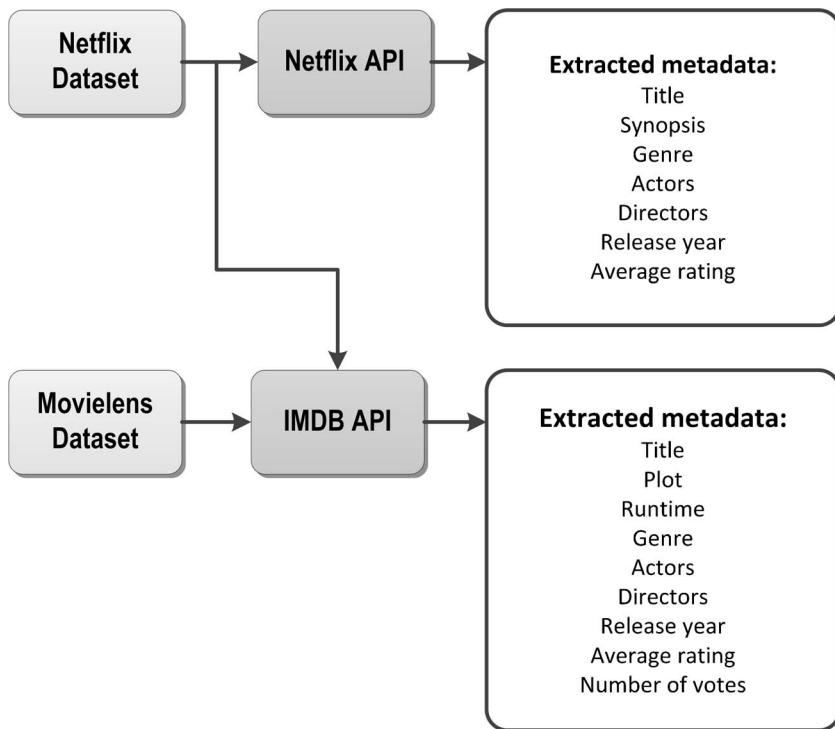 Netflix
Dataset
Netflix API
Extracted metadata:
Title
Synopsis
Genre
Actors
Directors
Release year
Average rating
Movielens
Dataset
IMDB API
Extracted metadata:
Title
Plot
Runtime
Genre
Actors
Directors
Release year
Average rating
Number of votes